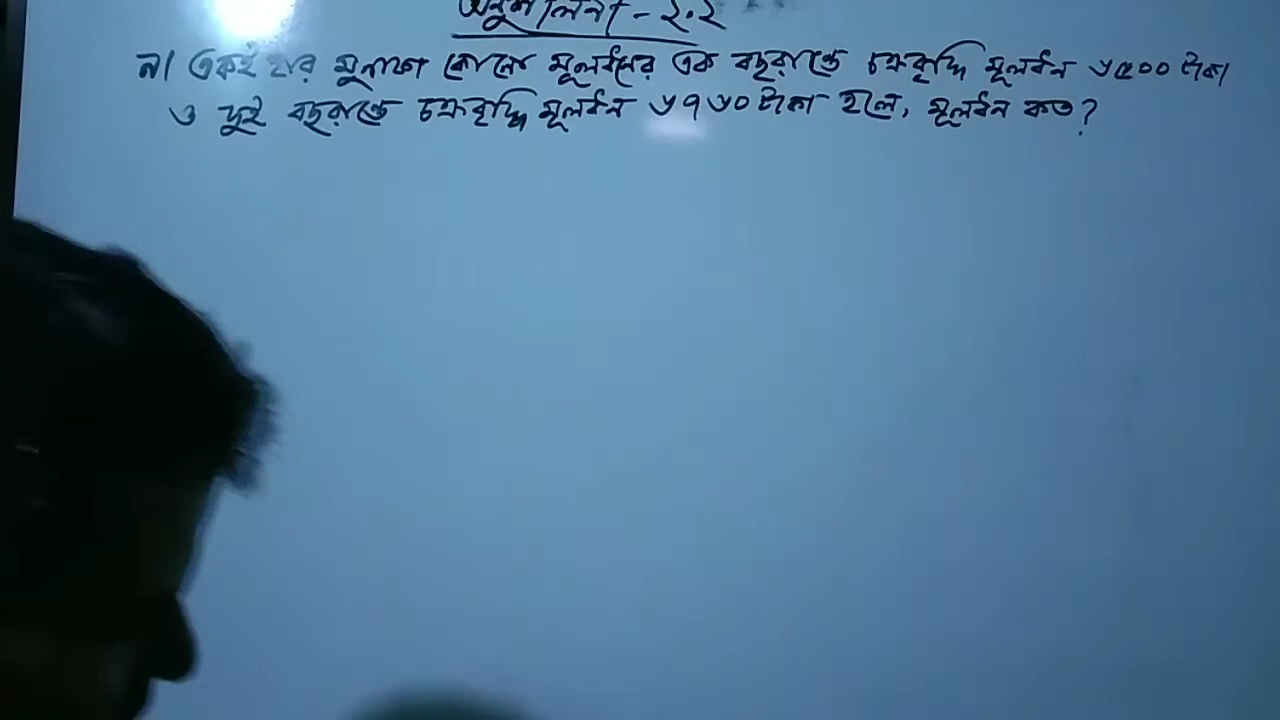 অনুশীলনী - ২.২
৯। একই হার মুনাফায় কোনো মূলধনের এক বছরান্তে চক্রবৃদ্ধি মূলধন ৬৫০০ টাকা
ও দুই বছরান্তে চক্রবৃদ্ধি মূলধন ৬৭৬০ টাকা হলে, মূলধন কত?